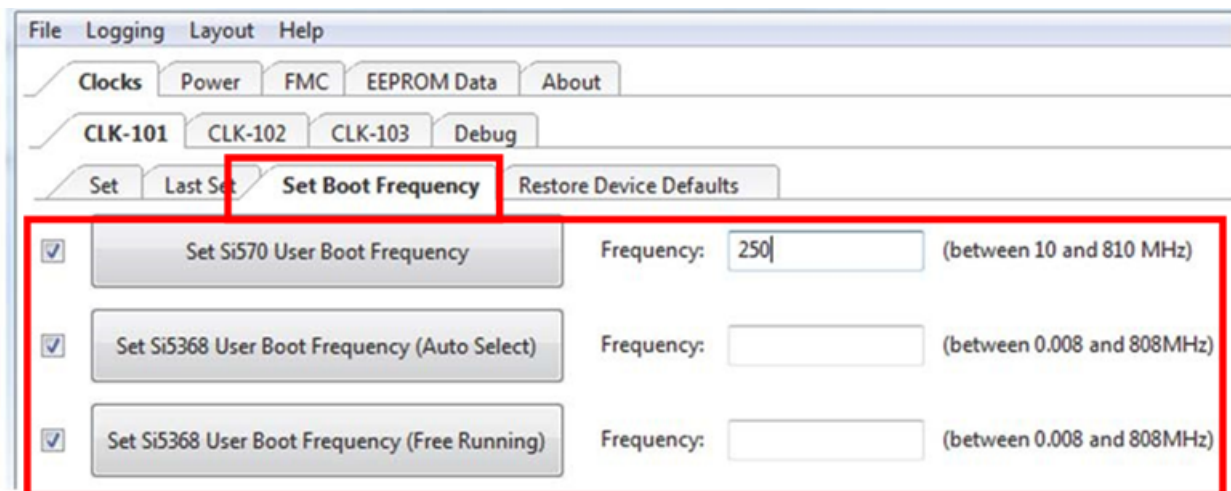 File Logging Layout Help
Clocks Power FMC EEPROM Data About
CLK-101 CLK-102 CLK-103 Debug
Set Last Set Set Boot Frequency Restore Device Defaults
Set Si570 User Boot Frequency Frequency: 250 (between 10 and 810 MHz)
Set Si5368 User Boot Frequency (Auto Select) Frequency: (between 0.008 and 808MHz)
Set Si5368 User Boot Frequency (Free Running) Frequency: (between 0.008 and 808MHz)